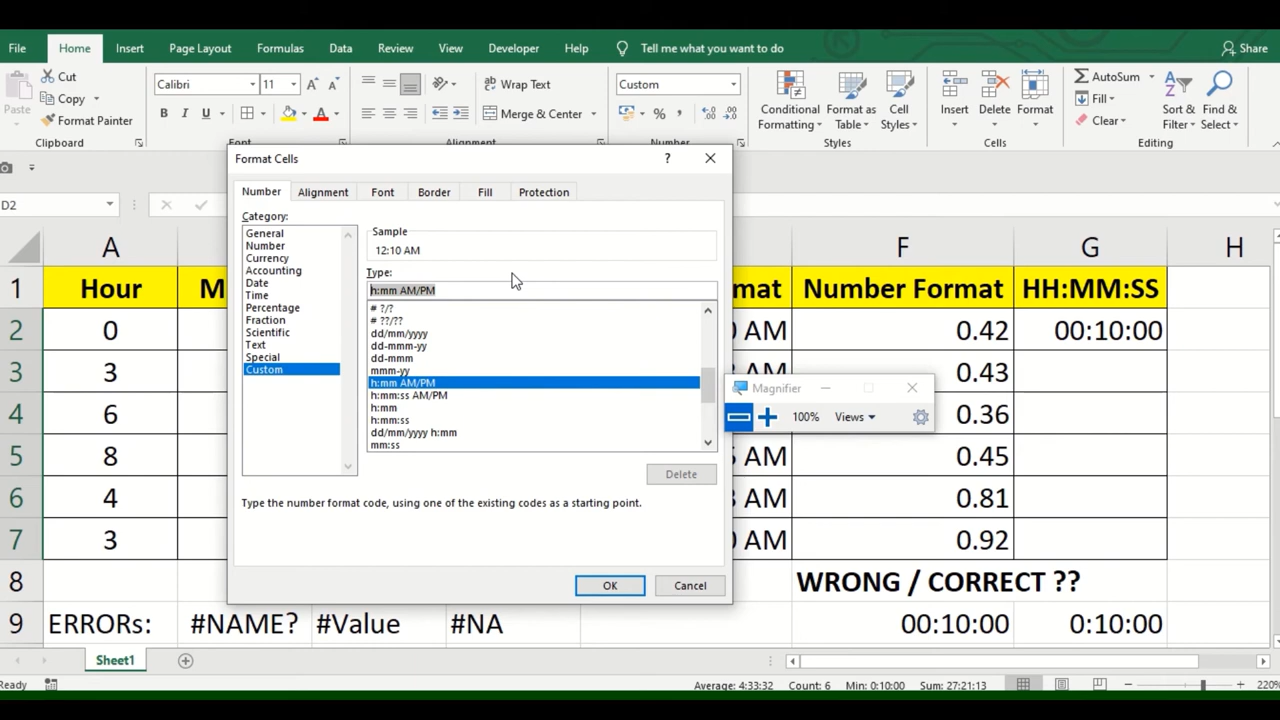 File Home Insert Page Layout Formulas Data Review View Developer Help Tell me what you want to do Share
Paste
Cut
Copy
Format Painter
Clipboard
Calibri 11
B I U
Font
Wrap Text
Merge & Center
Alignment
Custom
%
Number
Conditional Formatting
Format as Table
Cell Styles
Styles
Insert Delete Format
Cells
AutoSum
Fill
Clear
Sort & Filter
Find & Select
Editing
D2
Format Cells
?
Number Alignment Font Border Fill Protection
Category:
General
Number
Currency
Accounting
Date
Time
Percentage
Fraction
Scientific
Text
Special
Custom
Sample
12:10 AM
Type:
h:mm AM/PM
# ?/?
# ??/??
dd/mm/yyyy
dd-mmm-yy
dd-mmm
mmm-yy
h:mm AM/PM
h:mm:ss AM/PM
h:mm
h:mm:ss
dd/mm/yyyy h:mm
mm:ss
Delete
Type the number format code, using one of the existing codes as a starting point.
OK Cancel
Magnifier
100% Views
A F G H
1 Hour M mat Number Format HH:MM:SS
2 0 0 AM 0.42 00:10:00
3 3 0.43
4 6 0.36
5 8 AM 0.45
6 4 AM 0.81
7 3 0 AM 0.92
8 WRONG / CORRECT ??
9 ERRORs: #NAME? #Value #NA 00:10:00 0:10:00
Sheet1
Ready Average: 4:33:32 Count: 6 Min: 0:10:00 Sum: 27:21:13 220%